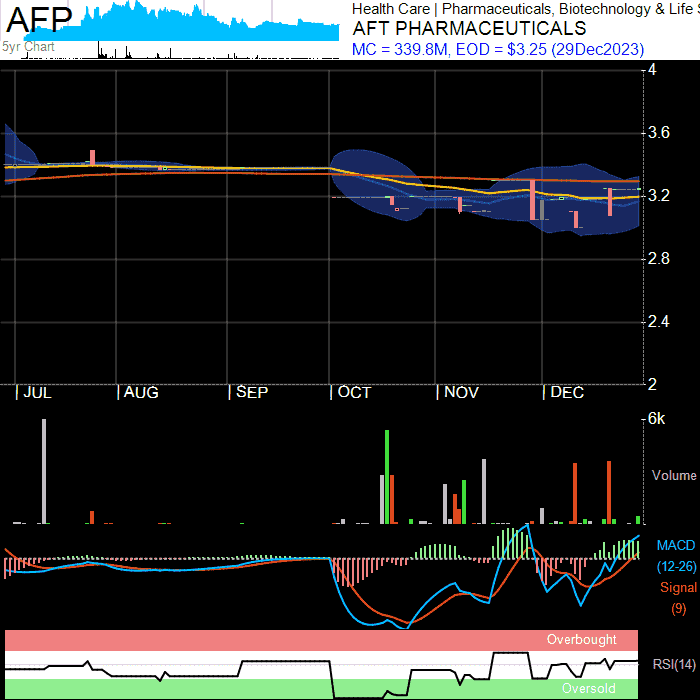 AFP
5yr Chart
Health Care | Pharmaceuticals, Biotechnology & Life S
AFT PHARMACEUTICALS
MC = 339.8M, EOD = $3.25 (29Dec2023)
4
3.6
3.2
2.8
2.4
2
JUL
AUG
SEP
OCT
NOV
DEC
6k
Volume
MACD
(12-26)
Signal
(9)
Overbought
RSI(14)
Oversold